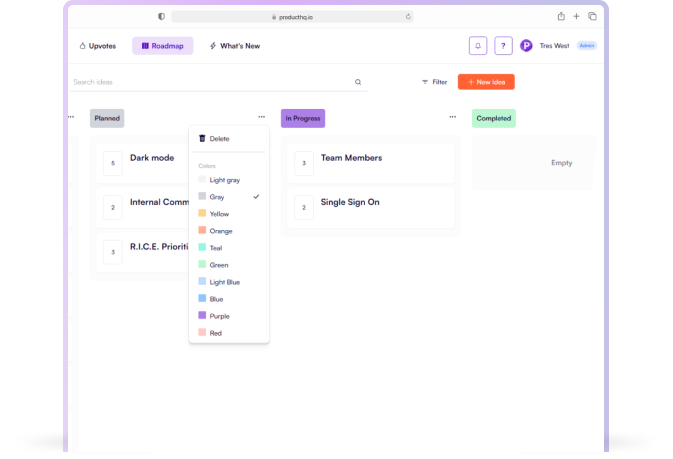 producthq.io
Upvotes
Roadmap
What's New
?
P
Tres West
Admin
Search ideas
Filter
+ New Idea
Planned
In Progress
Completed
5
Dark mode
2
Internal Comm
3
R.I.C.E. Prioriti
Delete
Colors
Light gray
Gray
Yellow
Orange
Teal
Green
Light Blue
Blue
Purple
Red
3
Team Members
2
Single Sign On
Empty